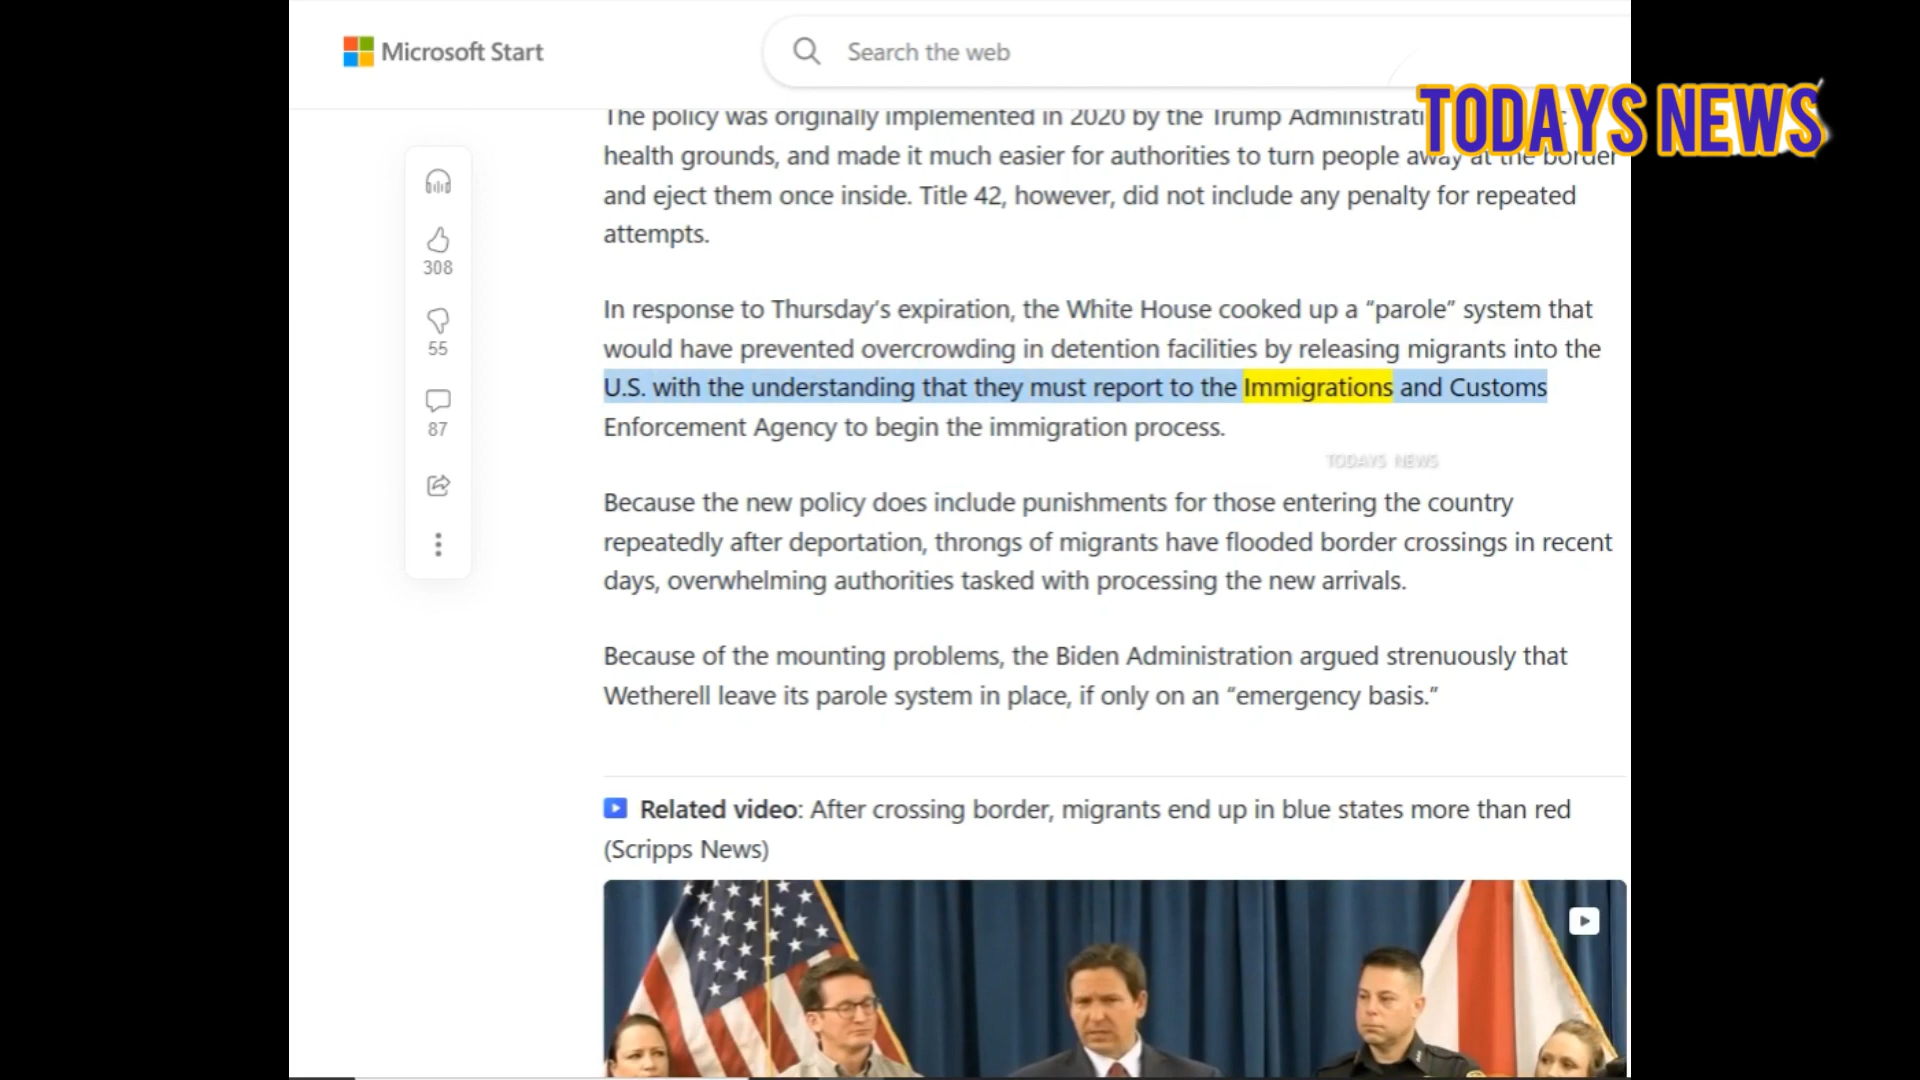 Microsoft Start
Search the web
TODAYS NEWS
The policy was originally implemented in 2020 by the Trump
health grounds, and made it much easier for authorities to turn people away at the border
and eject them once inside. Title 42, however, did not include any penalty for repeated
attempts.
308
55
87
In response to Thursday’s expiration, the White House cooked up a “parole” system that
would have prevented overcrowding in detention facilities by releasing migrants into the
U.S. with the understanding that they must report to the Immigrations and Customs
Enforcement Agency to begin the immigration process.
TODAYS NEWS
Because the new policy does include punishments for those entering the country
repeatedly after deportation, throngs of migrants have flooded border crossings in recent
days, overwhelming authorities tasked with processing the new arrivals.
Because of the mounting problems, the Biden Administration argued strenuously that
Wetherell leave its parole system in place, if only on an “emergency basis.”
Related video: After crossing border, migrants end up in blue states more than red
(Scripps News)